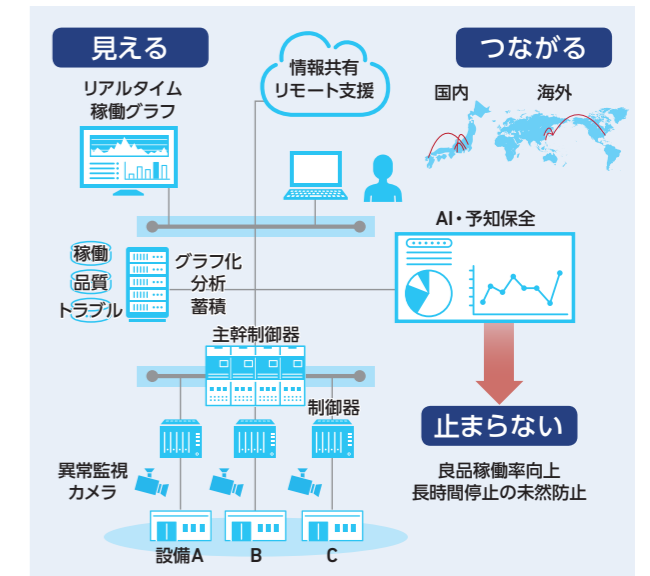 見える
つながる
情報共有
リモート支援
リアルタイム
稼働グラフ
国内
海外
AI・予知保全
稼働
品質
トラブル
グラフ化
分析
蓄積
主幹制御器
制御器
止まらない
異常監視
カメラ
良品稼働率向上
長時間停止の未然防止
設備A
B
C